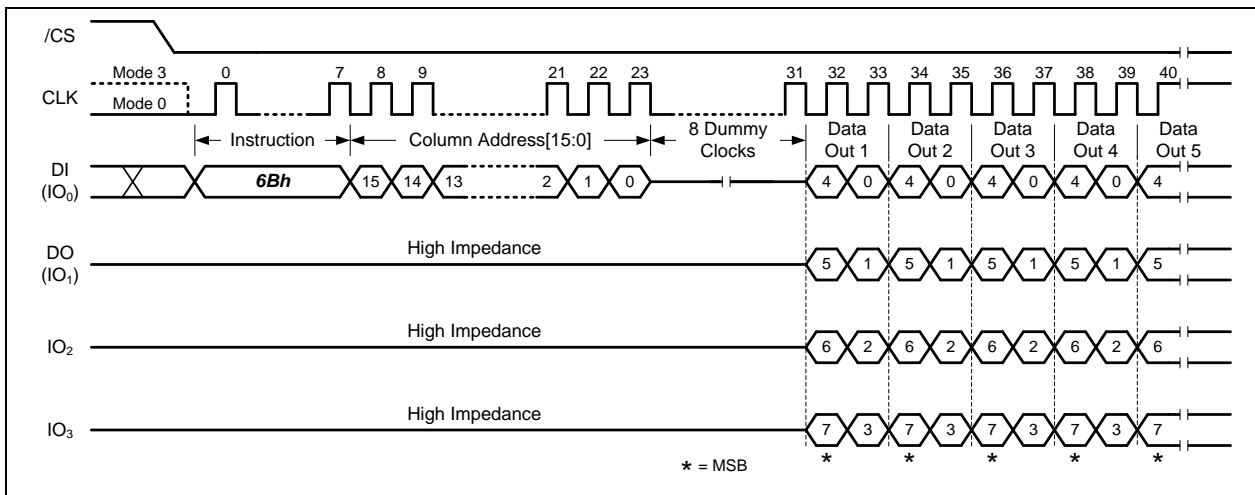 /CS
Mode 3 0 7 8 9 21 22 23 31 32 33 34 35 36 37 38 39 40
CLK
Mode 0
Instruction Column Address[15:0] 8 Dummy Clocks Data Out 1 Data Out 2 Data Out 3 Data Out 4 Data Out 5
DI (IO0) 6Bh 15 14 13 2 1 0 4 0 4 0 4 0 4 0 4
High Impedance
DO (IO1) 5 1 5 1 5 1 5 1 5
High Impedance
IO2 6 2 6 2 6 2 6 2 6
High Impedance
IO3 7 3 7 3 7 3 7 3 7
* = MSB * * * * *